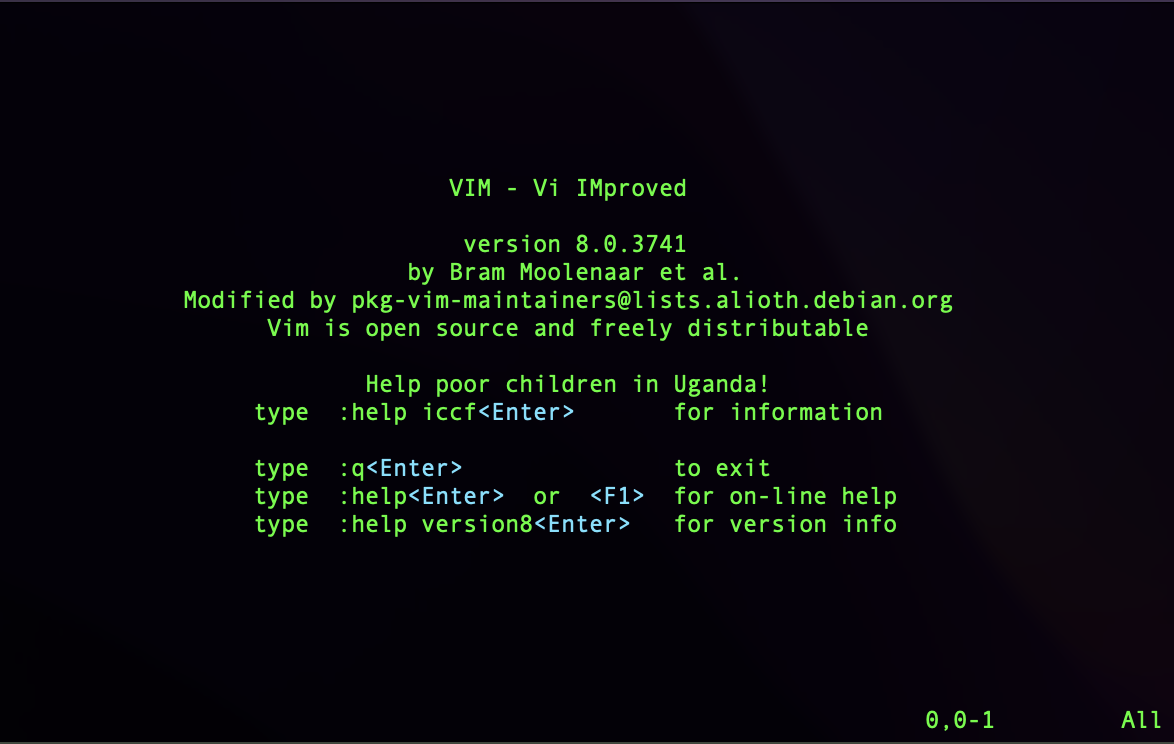 VIM - Vi IMproved
version 8.0.3741
by Bram Moolenaar et al.
Modified by pkg-vim-maintainers@lists.alioth.debian.org
Vim is open source and freely distributable
Help poor children in Uganda!
type  :help iccf<Enter>       for information
type  :q<Enter>               to exit
type  :help<Enter>  or  <F1>  for on-line help
type  :help version8<Enter>   for version info
0,0-1         All